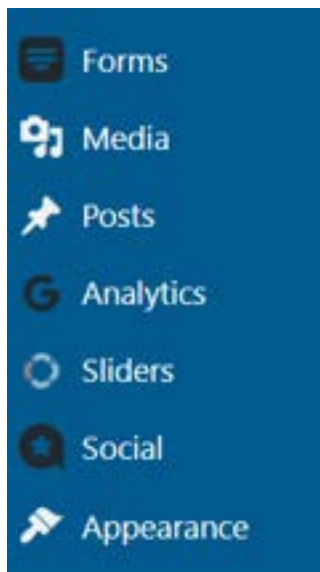 Forms
Media
Posts
Analytics
Sliders
Social
Appearance